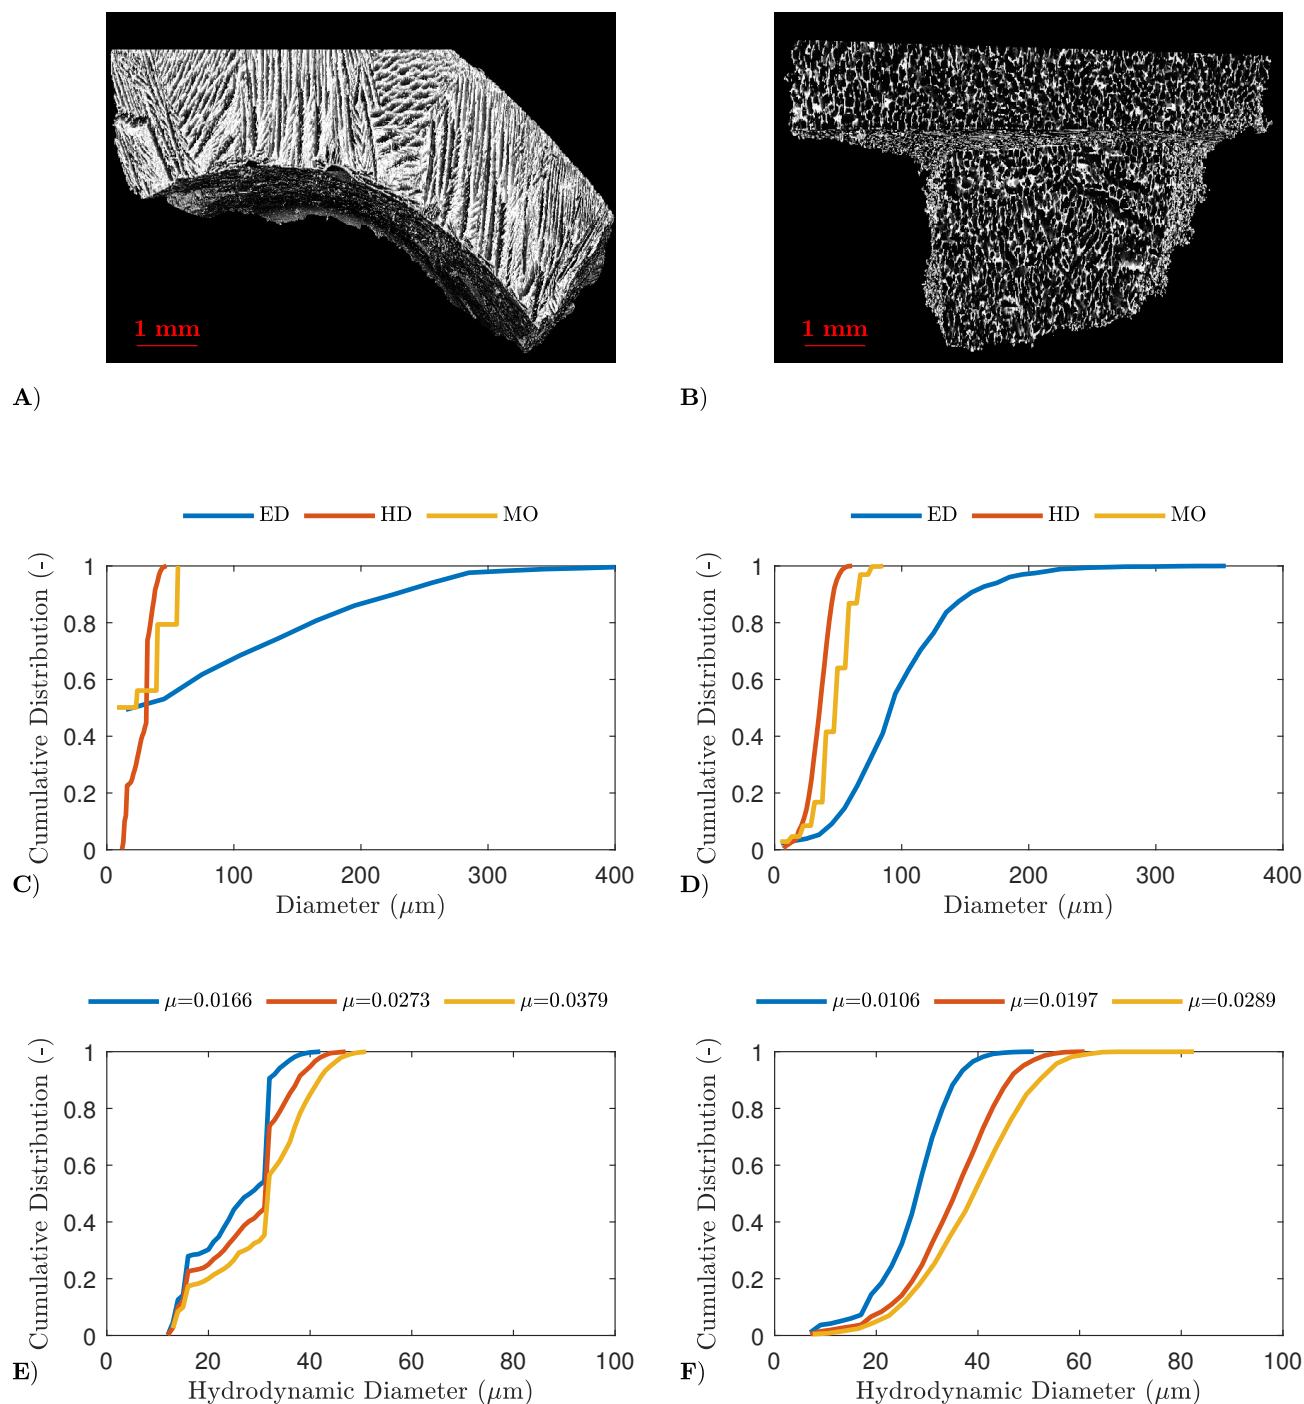 1 mm
1 mm
A)
B)
ED HD MO
ED HD MO
1
0.8
0.6
0.4
0.2
0
0 100 200 300 400
Cumulative Distribution (-)
Diameter (μm)
C)
1
0.8
0.6
0.4
0.2
0
0 100 200 300 400
Cumulative Distribution (-)
Diameter (μm)
D)
μ=0.0166 μ=0.0273 μ=0.0379
μ=0.0106 μ=0.0197 μ=0.0289
1
0.8
0.6
0.4
0.2
0
0 20 40 60 80 100
Cumulative Distribution (-)
Hydrodynamic Diameter (μm)
E)
1
0.8
0.6
0.4
0.2
0
0 20 40 60 80 100
Cumulative Distribution (-)
Hydrodynamic Diameter (μm)
F)